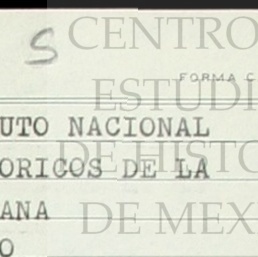 S
CENTRO
FORMA C
ESTUDI
UTO NACIONAL
DE HISTO
ORICOS DE LA
ANA
DE MEX
O